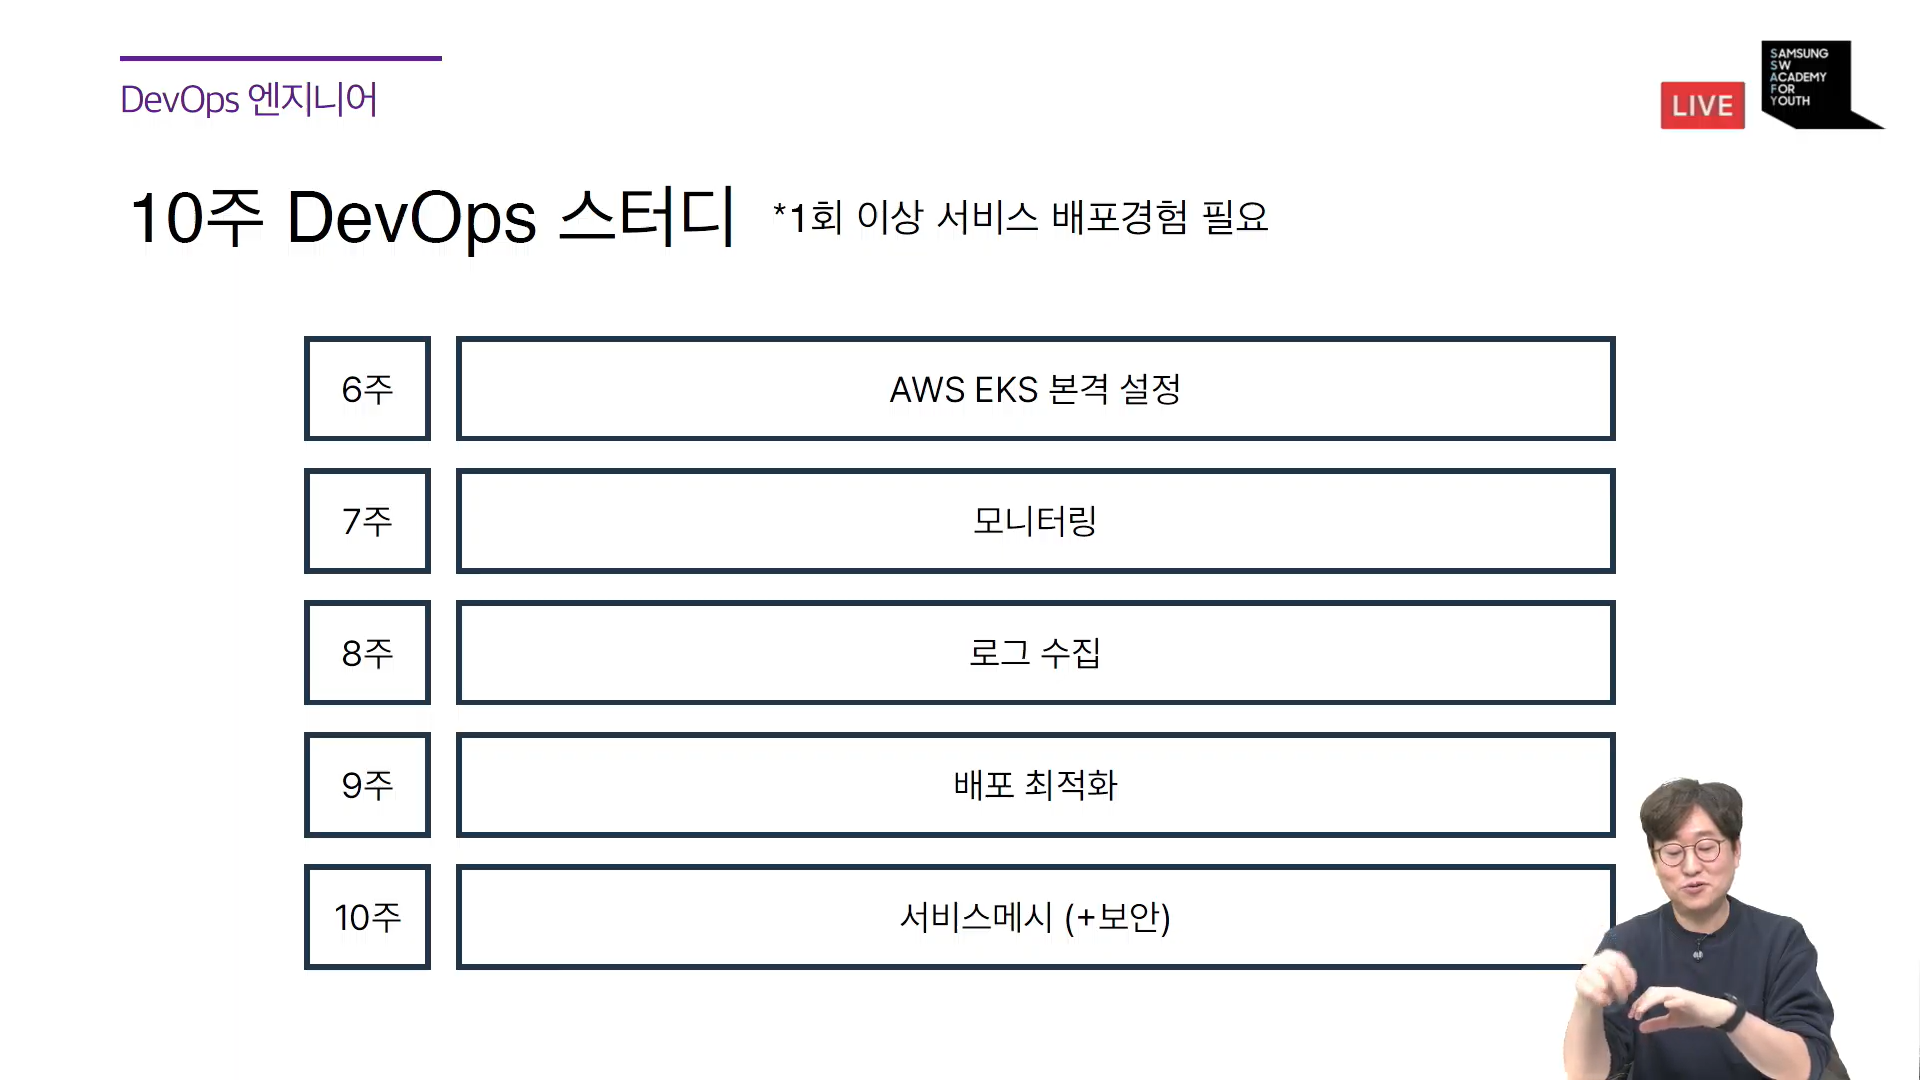 DevOps 엔지니어
LIVE
SAMSUNG
SW
ACADEMY
FOR
YOUTH
10주 DevOps 스터디 *1회 이상 서비스 배포경험 필요
6주 AWS EKS 본격 설정
7주 모니터링
8주 로그 수집
9주 배포 최적화
10주 서비스메시 (+보안)